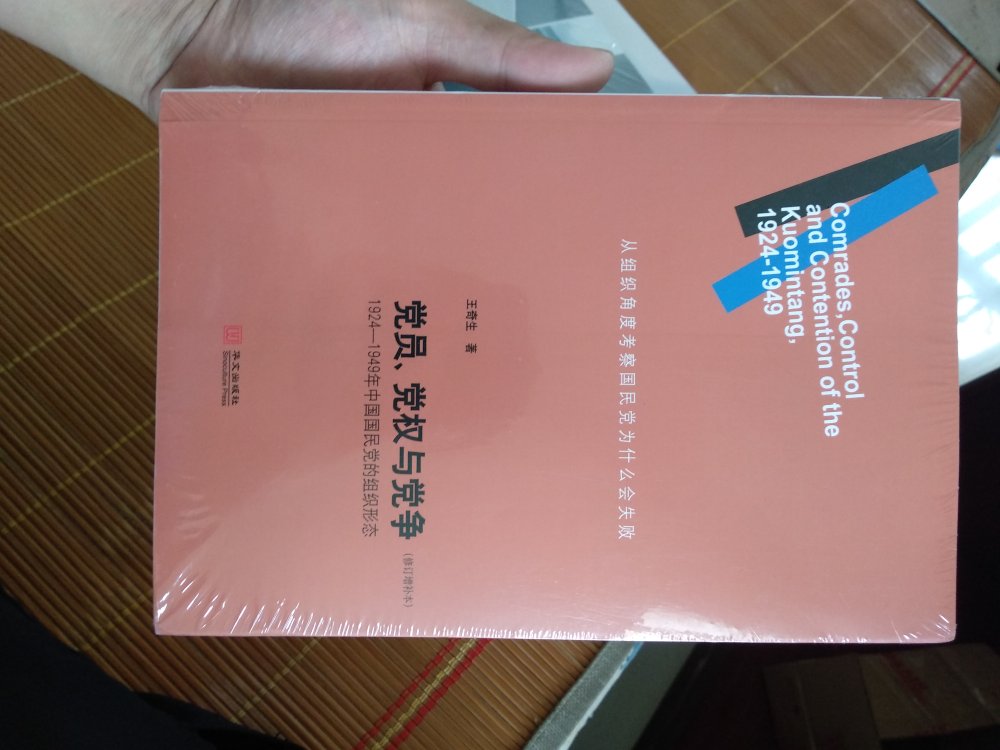 Comrades, Control
and Contention of the
Kuomintang,
1924-1949
从组织角度考察国民党为什么会失败
王奇生 著
党员、党权与党争（修订增补本）
1924—1949年中国国民党的组织形态
华文出版社
Sinoculture Press